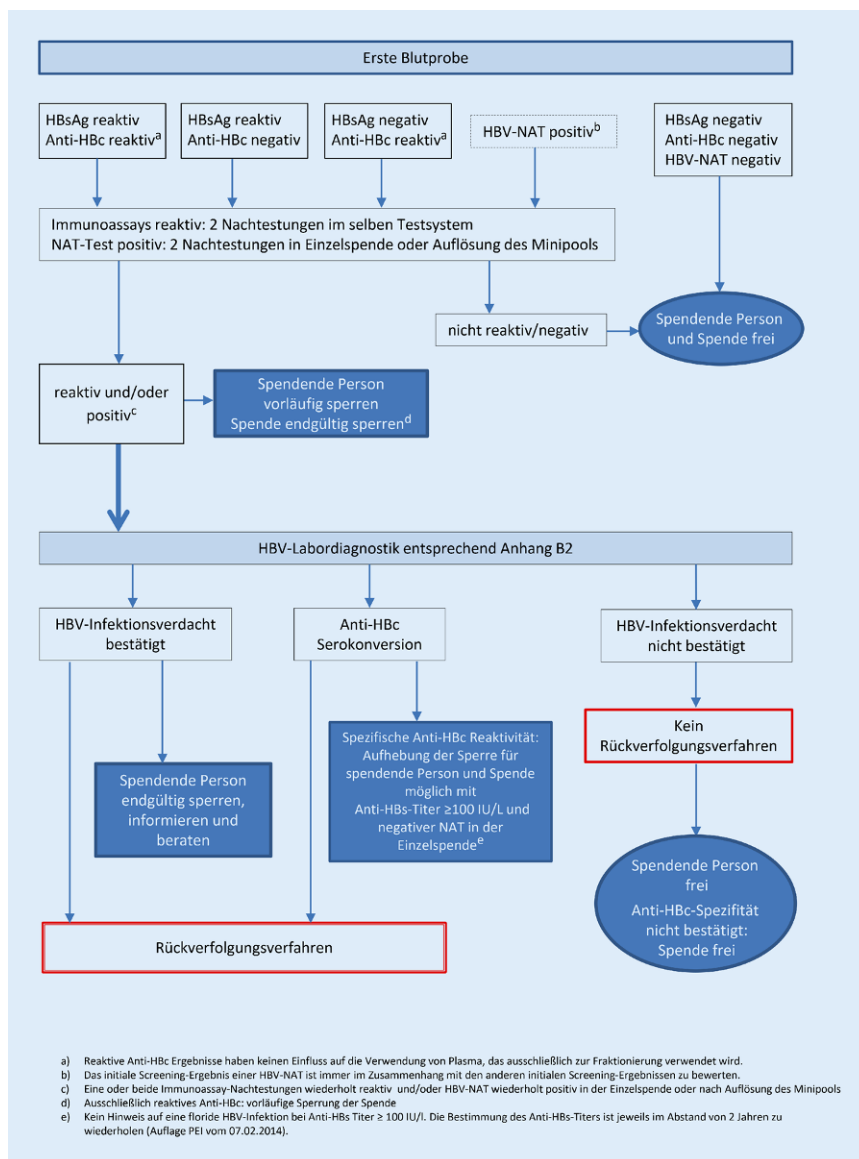 Erste Blutprobe
HBsAg reaktiv
Anti-HBc reaktivᵃ
HBsAg reaktiv
Anti-HBc negativ
HBsAg negativ
Anti-HBc reaktivᵃ
HBV-NAT positivᵇ
HBsAg negativ
Anti-HBc negativ
HBV-NAT negativ
Immunoassays reaktiv: 2 Nachtestungen im selben Testsystem
NAT-Test positiv: 2 Nachtestungen in Einzelspende oder Auflösung des Minipools
nicht reaktiv/negativ
Spendende Person
und Spende frei
reaktiv und/oder
positivᶜ
Spendende Person
vorläufig sperren
Spende endgültig sperrenᵈ
HBV-Labordiagnostik entsprechend Anhang B2
HBV-Infektionsverdacht
bestätigt
Anti-HBc
Serokonversion
HBV-Infektionsverdacht
nicht bestätigt
Spendende Person
endgültig sperren,
informieren und
beraten
Spezifische Anti-HBc Reaktivität:
Aufhebung der Sperre für
spendende Person und Spende
möglich mit
Anti-HBs-Titer ≥100 IU/L und
negativer NAT in der
Einzelspendeᵉ
Kein
Rückverfolgungsverfahren
Spendende Person
frei
Anti-HBc-Spezifität
nicht bestätigt:
Spende frei
Rückverfolgungsverfahren
a) Reaktive Anti-HBc Ergebnisse haben keinen Einfluss auf die Verwendung von Plasma, das ausschließlich zur Fraktionierung verwendet wird.
b) Das initiale Screening-Ergebnis einer HBV-NAT ist immer im Zusammenhang mit den anderen initialen Screening-Ergebnissen zu bewerten.
c) Eine oder beide Immunoassay-Nachtestungen wiederholt reaktiv und/oder HBV-NAT wiederholt positiv in der Einzelspende oder nach Auflösung des Minipools
d) Ausschließlich reaktives Anti-HBc: vorläufige Sperrung der Spende
e) Kein Hinweis auf eine floride HBV-Infektion bei Anti-HBs Titer ≥ 100 IU/l. Die Bestimmung des Anti-HBs-Titers ist jeweils im Abstand von 2 Jahren zu
wiederholen (Auflage PEI vom 07.02.2014).